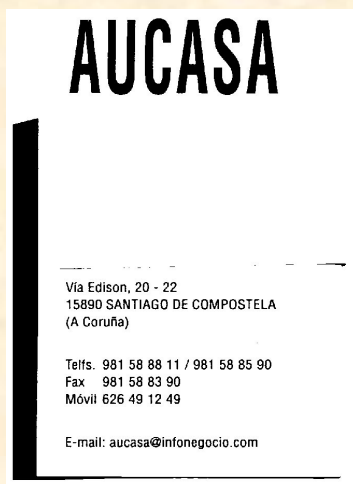 AUCASA
Vía Edison, 20 - 22
15890 SANTIAGO DE COMPOSTELA
(A Coruña)
Telfs. 981 58 88 11 / 981 58 85 90
Fax 981 58 83 90
Móvil 626 49 12 49
E-mail: aucasa@infonegocio.com